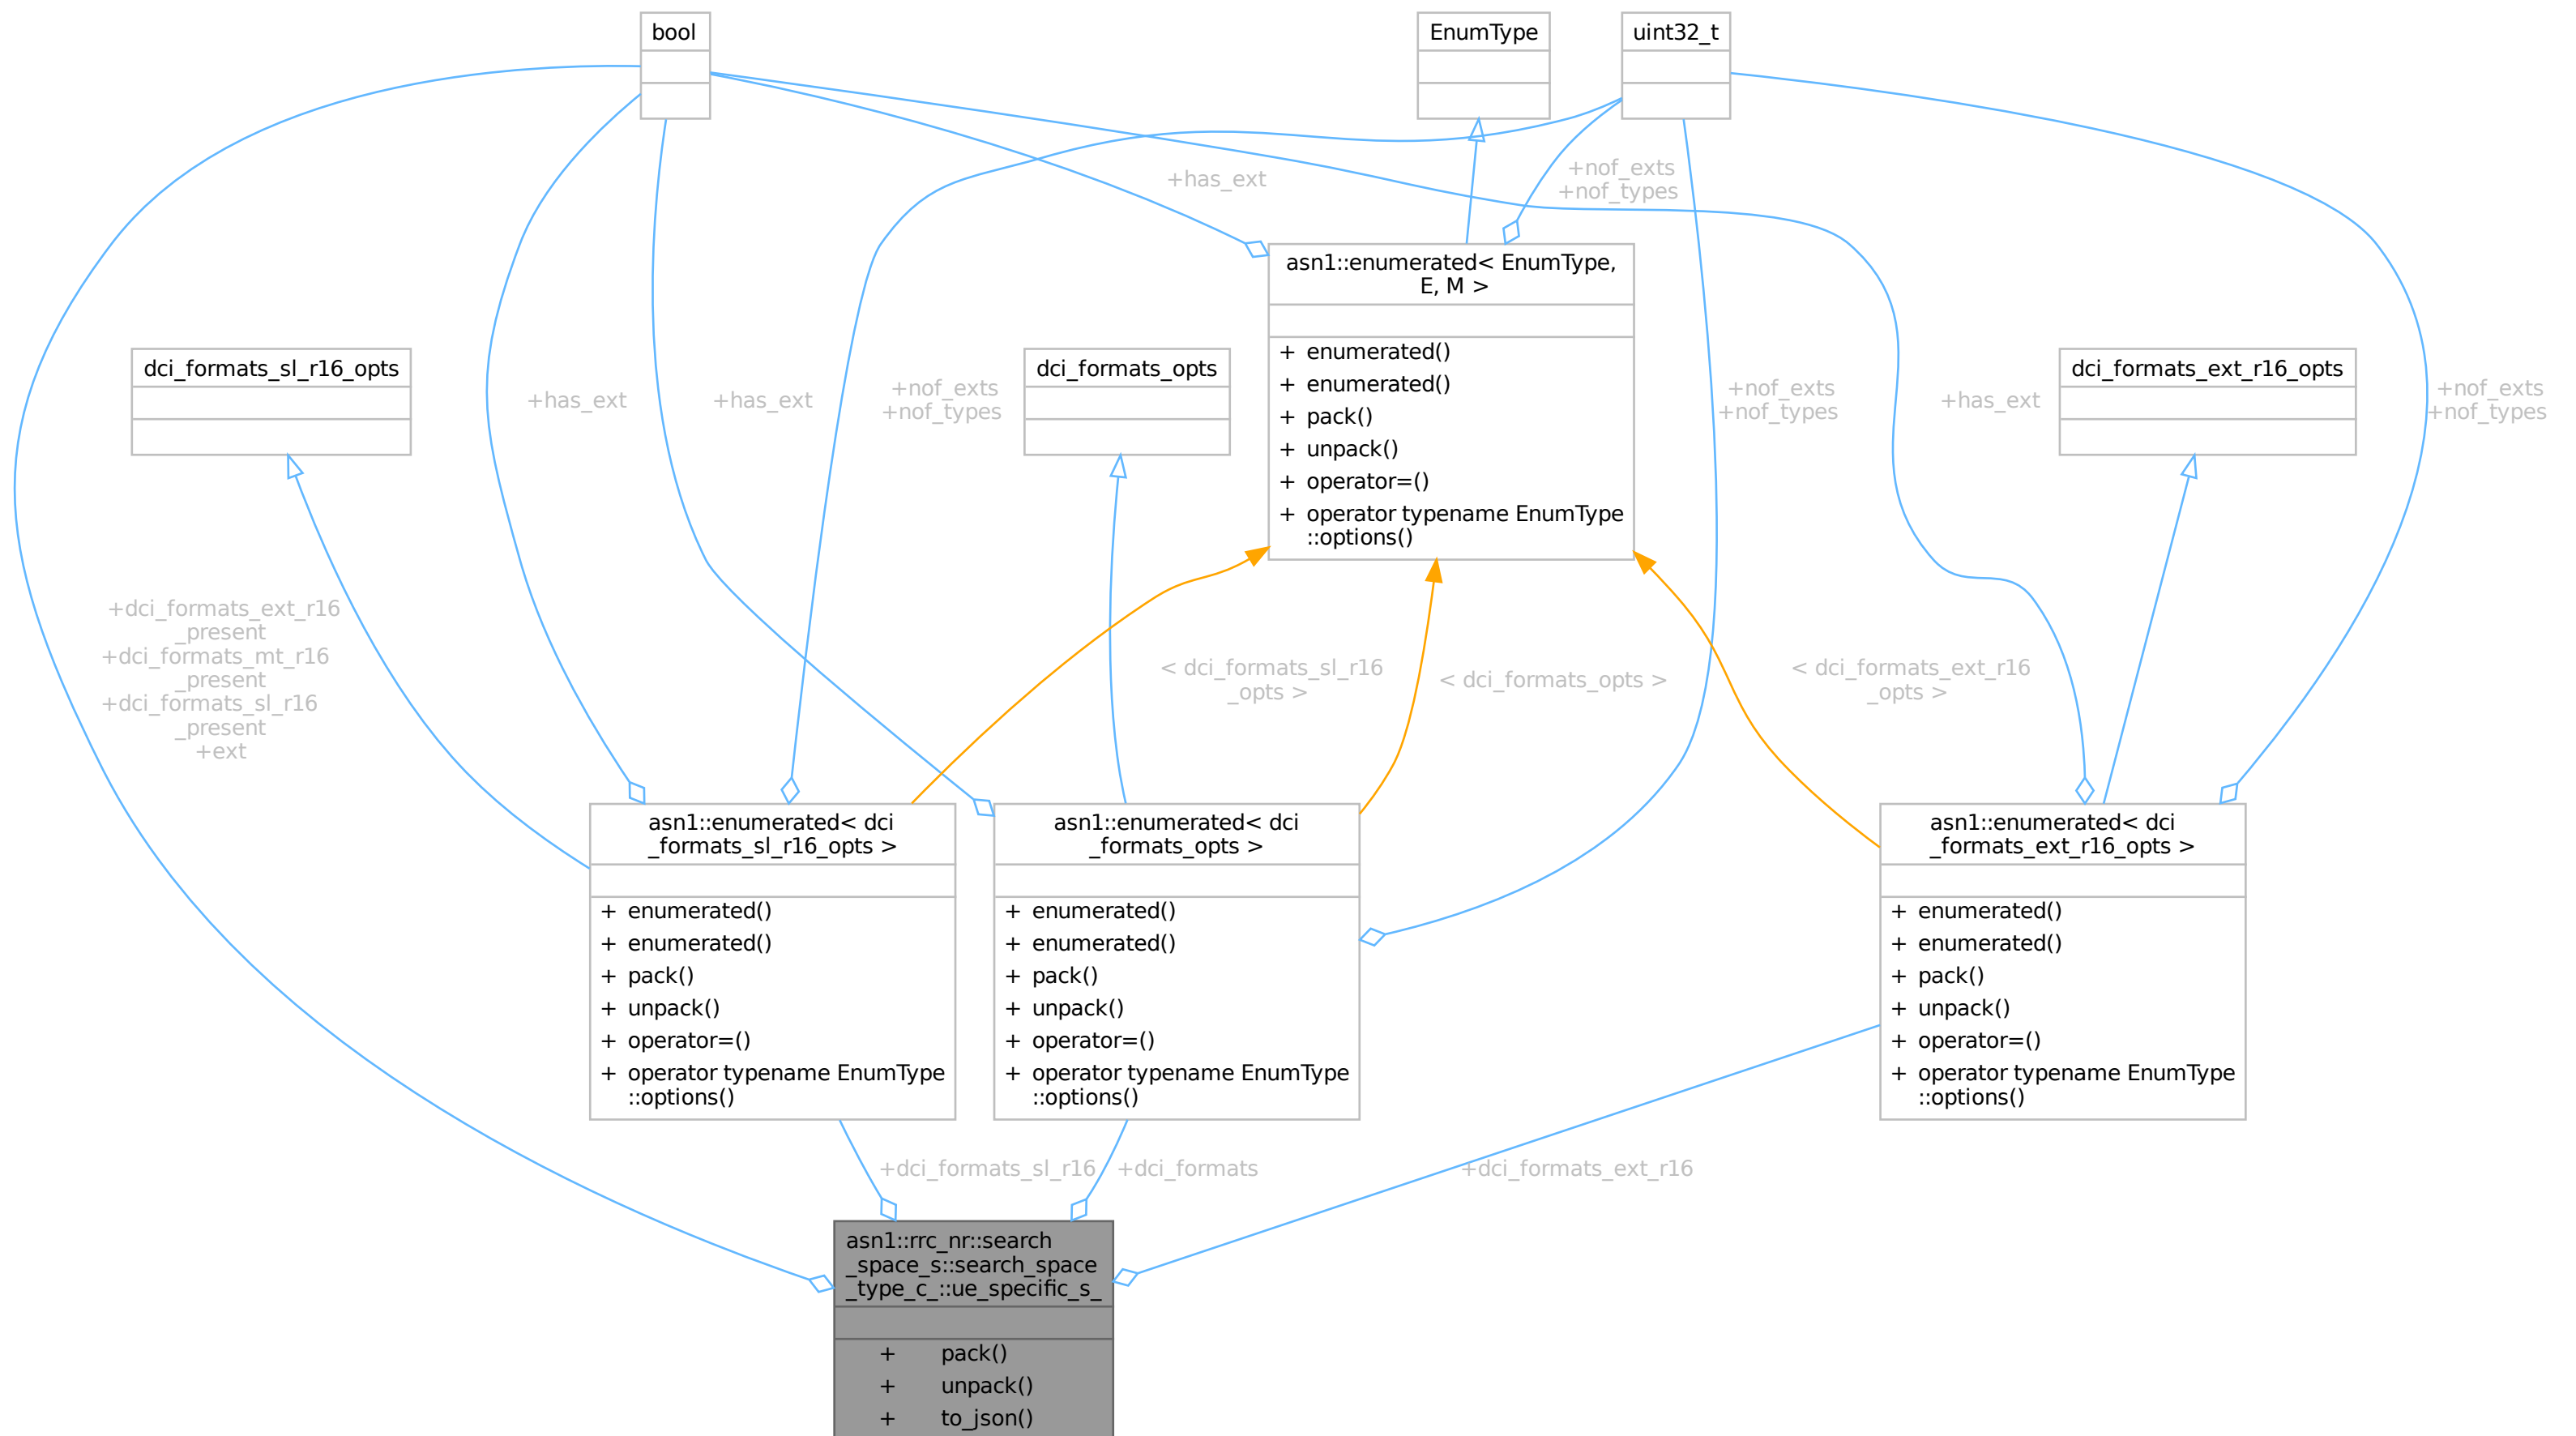 bool
EnumType
uint32_t
+has_ext
+nof_exts
+nof_types
asn1::enumerated< EnumType,
E, M >
+ enumerated()
+ enumerated()
+ pack()
+ unpack()
+ operator=()
+ operator typename EnumType
::options()
dci_formats_sl_r16_opts
dci_formats_opts
dci_formats_ext_r16_opts
+has_ext
+has_ext
+nof_exts
+nof_types
+nof_exts
+nof_types
+has_ext
+nof_exts
+nof_types
+dci_formats_ext_r16
_present
+dci_formats_mt_r16
_present
+dci_formats_sl_r16
_present
+ext
< dci_formats_sl_r16
_opts >
< dci_formats_opts >
< dci_formats_ext_r16
_opts >
asn1::enumerated< dci
_formats_sl_r16_opts >
+ enumerated()
+ enumerated()
+ pack()
+ unpack()
+ operator=()
+ operator typename EnumType
::options()
asn1::enumerated< dci
_formats_opts >
+ enumerated()
+ enumerated()
+ pack()
+ unpack()
+ operator=()
+ operator typename EnumType
::options()
asn1::enumerated< dci
_formats_ext_r16_opts >
+ enumerated()
+ enumerated()
+ pack()
+ unpack()
+ operator=()
+ operator typename EnumType
::options()
+dci_formats_sl_r16
+dci_formats
+dci_formats_ext_r16
asn1::rrc_nr::search
_space_s::search_space
_type_c_::ue_specific_s_
+ pack()
+ unpack()
+ to_json()